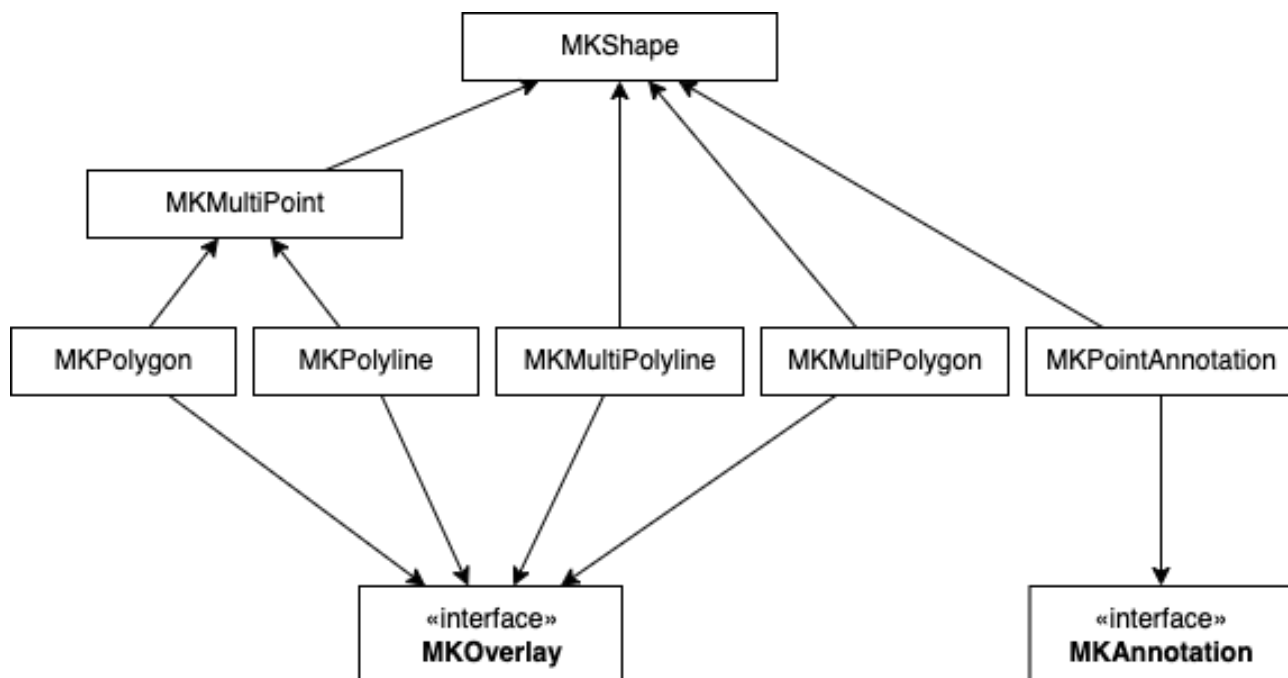 MKShape
MKMultiPoint
MKPolygon
MKPolyline
MKMultiPolyline
MKMultiPolygon
MKPointAnnotation
«interface»
MKOverlay
«interface»
MKAnnotation